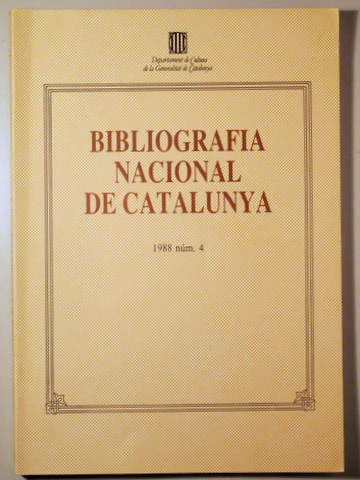 Departament de Cultura
de la Generalitat de Catalunya
BIBLIOGRAFIA
NACIONAL
DE CATALUNYA
1988 núm. 4